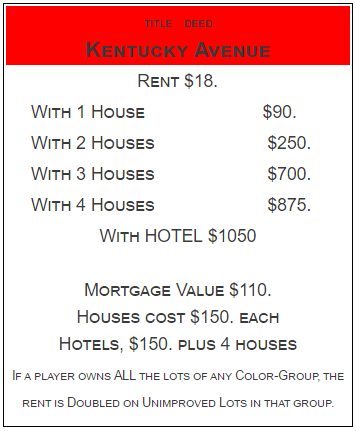 TITLE DEED
KENTUCKY AVENUE
RENT $18.
WITH 1 HOUSE $90.
WITH 2 HOUSES $250.
WITH 3 HOUSES $700.
WITH 4 HOUSES $875.
WITH HOTEL $1050
MORTGAGE VALUE $110.
HOUSES COST $150. EACH
HOTELS, $150. PLUS 4 HOUSES
IF A PLAYER OWNS ALL THE LOTS OF ANY COLOR-GROUP, THE
RENT IS DOUBLED ON UNIMPROVED LOTS IN THAT GROUP.